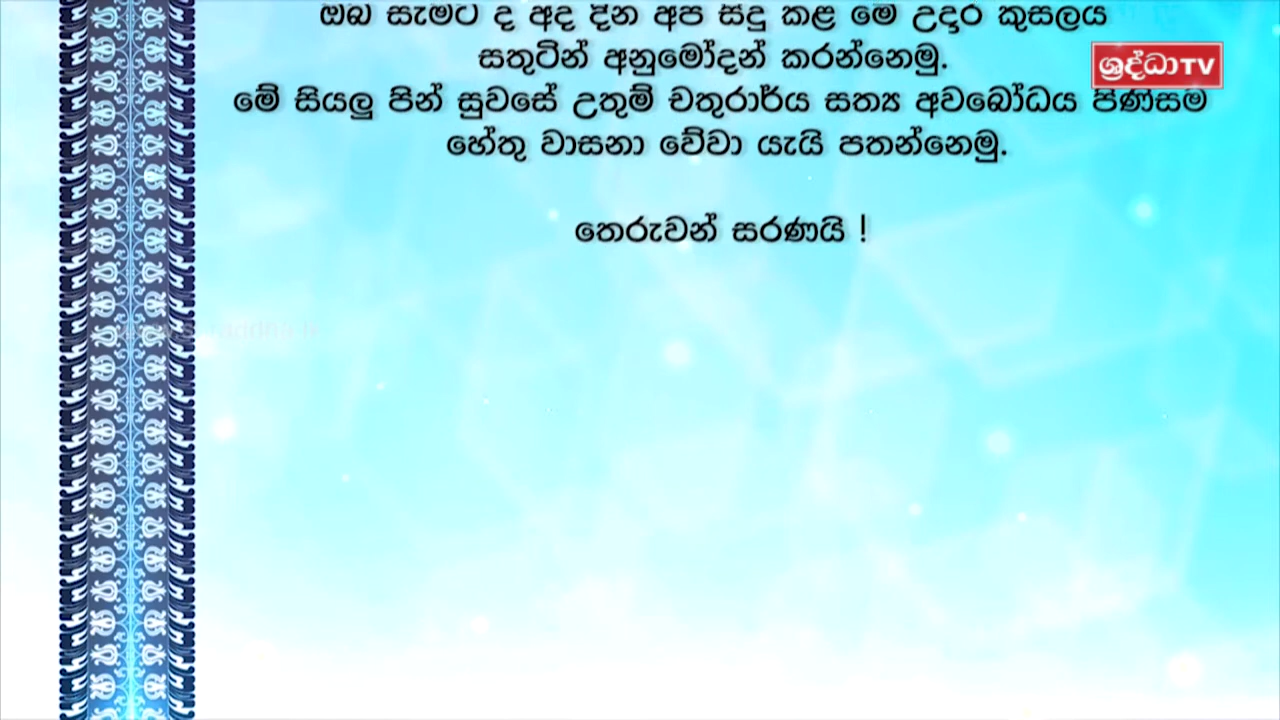 ඔබ සැමට ද අද දින අප සිදු කළ මේ උදාර කුසලය
සතුටින් අනුමෝදන් කරන්නෙමු.
ශ්‍රද්ධාTV
මේ සියලු පින් සුවසේ උතුම් චතුරාර්ය සත්‍ය අවබෝධය පිණිසම
හේතු වාසනා වේවා යැයි පතන්නෙමු.
තෙරුවන් සරණයි !